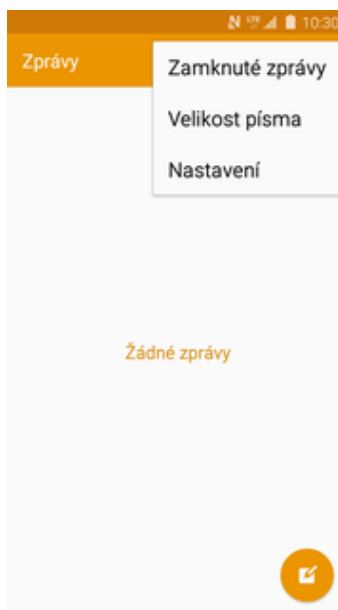 10:30
Zprávy
Zamknuté zprávy
Velikost písma
Nastavení
Žádné zprávy